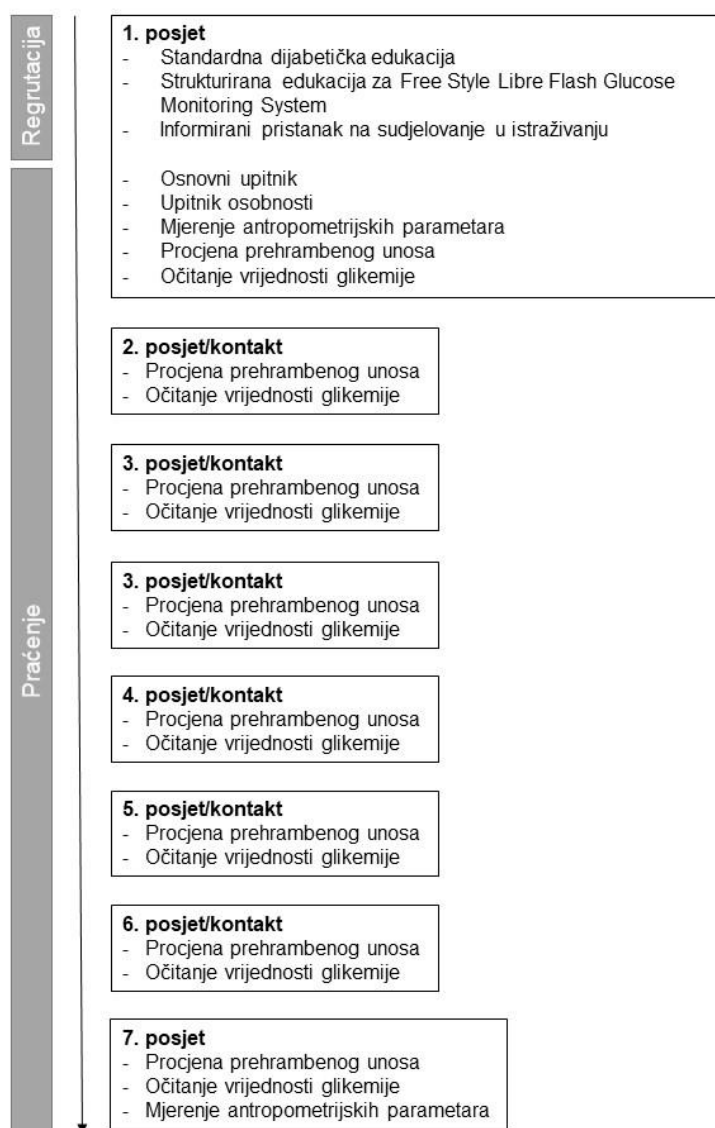 Regrutacija
1. posjet
- Standardna dijabetička edukacija
- Strukturirana edukacija za Free Style Libre Flash Glucose
Monitoring System
- Informirani pristanak na sudjelovanje u istraživanju
- Osnovni upitnik
- Upitnik osobnosti
- Mjerenje antropometrijskih parametara
- Procjena prehrambenog unosa
- Očitanje vrijednosti glikemije
Praćenje
2. posjet/kontakt
- Procjena prehrambenog unosa
- Očitanje vrijednosti glikemije
3. posjet/kontakt
- Procjena prehrambenog unosa
- Očitanje vrijednosti glikemije
3. posjet/kontakt
- Procjena prehrambenog unosa
- Očitanje vrijednosti glikemije
4. posjet/kontakt
- Procjena prehrambenog unosa
- Očitanje vrijednosti glikemije
5. posjet/kontakt
- Procjena prehrambenog unosa
- Očitanje vrijednosti glikemije
6. posjet/kontakt
- Procjena prehrambenog unosa
- Očitanje vrijednosti glikemije
7. posjet
- Procjena prehrambenog unosa
- Očitanje vrijednosti glikemije
- Mjerenje antropometrijskih parametara